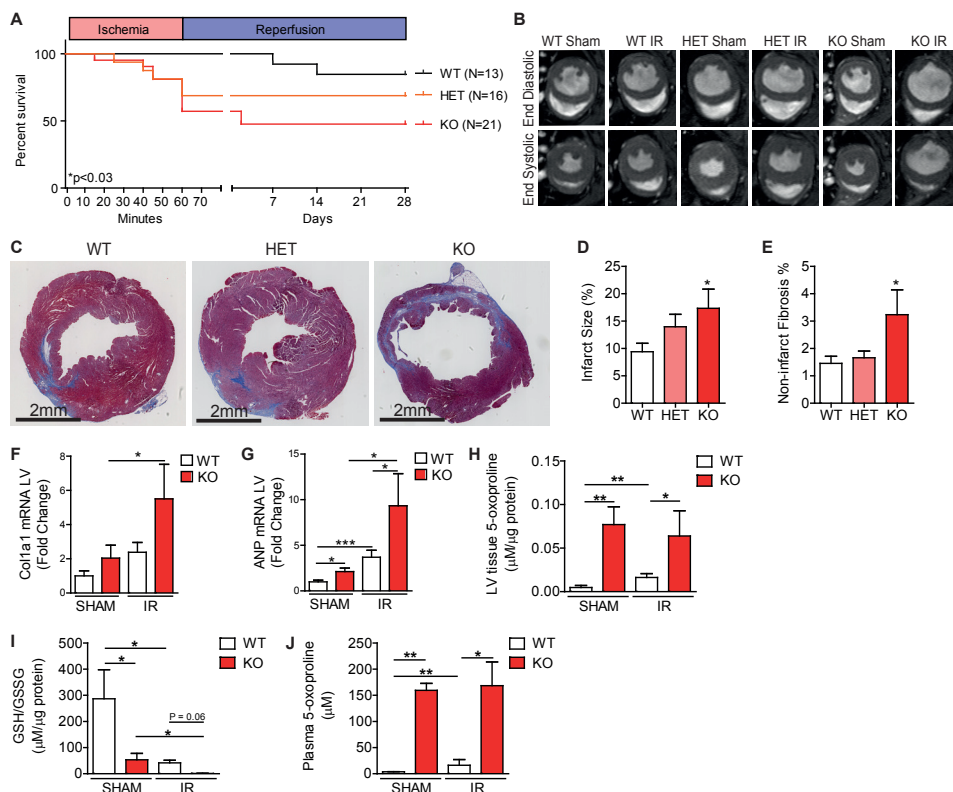 A
Ischemia
Reperfusion
Percent survival
100
50
0
WT (N=13)
HET (N=16)
KO (N=21)
*p<0.03
0 10 20 30 40 50 60 70
7 14 21 28
Minutes
Days
B
WT Sham WT IR HET Sham HET IR KO Sham KO IR
End Diastolic
End Systolic
C
WT HET KO
2mm 2mm 2mm
D
Infarct Size (%)
25
20
15
10
5
0
*
WT HET KO
E
Non-infarct Fibrosis %
5
4
3
2
1
0
*
WT HET KO
F
Col1a1 mRNA LV
(Fold Change)
8
6
4
2
0
*
WT
KO
SHAM IR
G
ANP mRNA LV
(Fold Change)
15
10
5
0
*
*
***
*
WT
KO
SHAM IR
H
LV tissue 5-oxoproline
(µM/µg protein)
0.15
0.10
0.05
0.00
**
**
*
WT
KO
SHAM IR
I
GSH/GSSG
(µM/µg protein)
500
400
300
200
100
0
*
*
P = 0.06
*
WT
KO
SHAM IR
J
Plasma 5-oxoproline
(µM)
250
200
150
100
50
0
**
**
*
WT
KO
SHAM IR